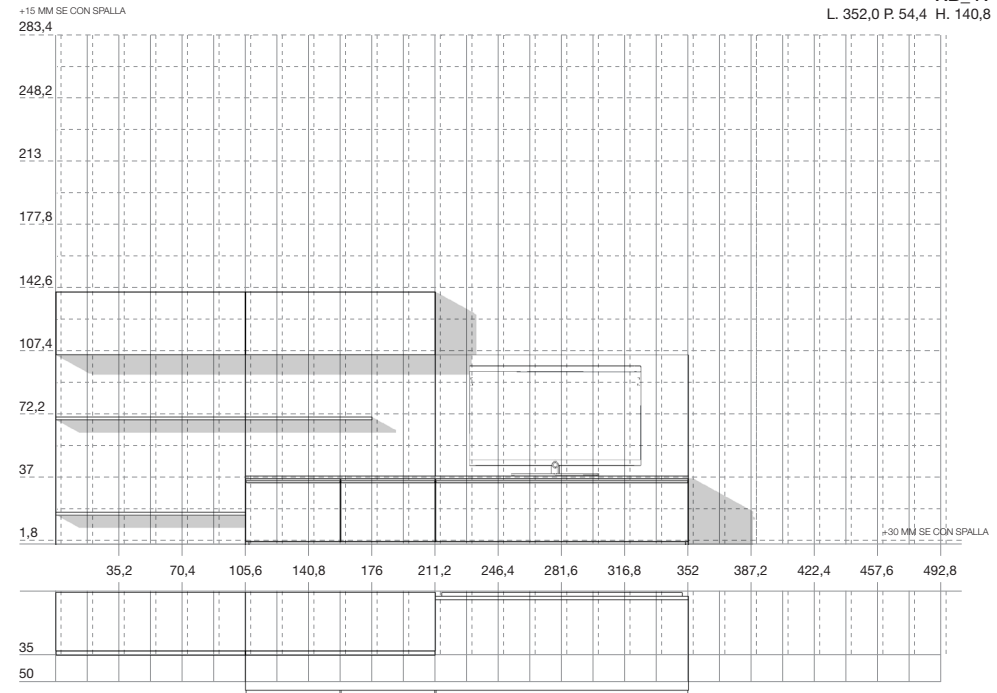 +15 MM SE CON SPALLA
L. 352,0 P. 54,4 H. 140,8
283,4
248,2
213
177,8
142,6
107,4
72,2
37
1,8
+30 MM SE CON SPALLA
35,2 70,4 105,6 140,8 176 211,2 246,4 281,6 316,8 352 387,2 422,4 457,6 492,8
35
50